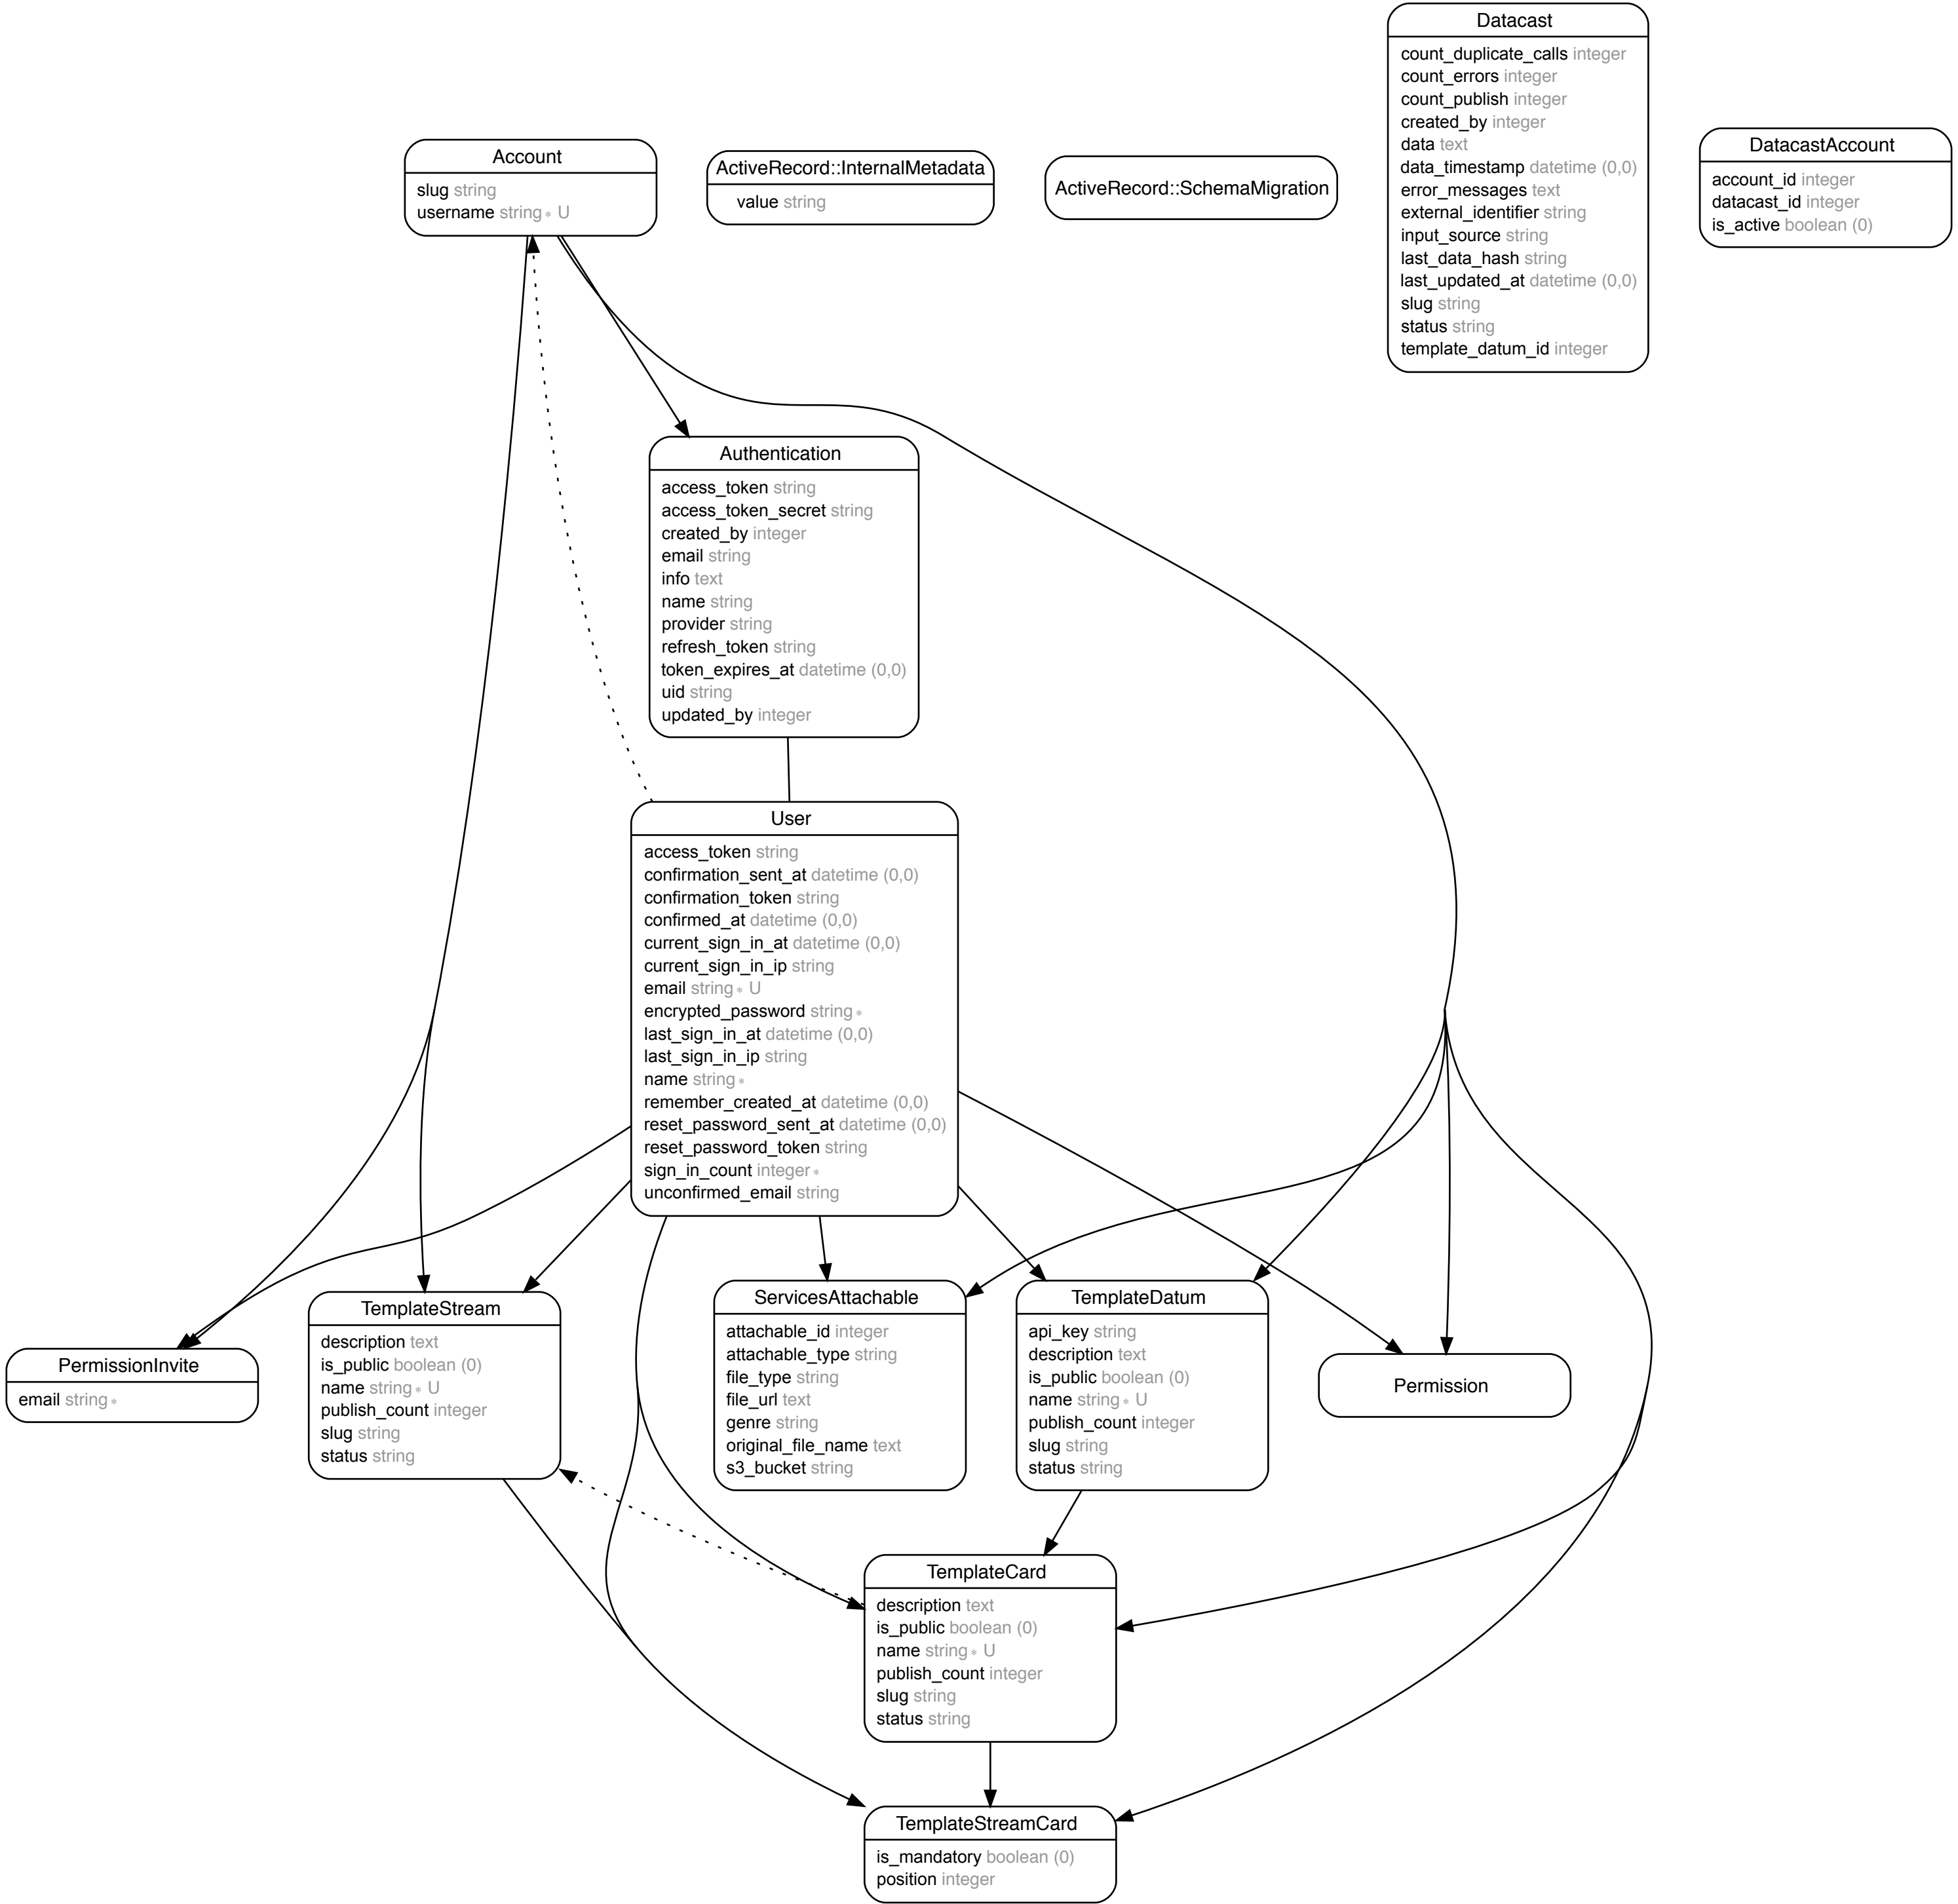 Datacast
count_duplicate_calls integer
count_errors integer
count_publish integer
created_by integer
data text
data_timestamp datetime (0,0)
error_messages text
external_identifier string
input_source string
last_data_hash string
last_updated_at datetime (0,0)
slug string
status string
template_datum_id integer
DatacastAccount
account_id integer
datacast_id integer
is_active boolean (0)
Account
slug string
username string * U
ActiveRecord::InternalMetadata
value string
ActiveRecord::SchemaMigration
Authentication
access_token string
access_token_secret string
created_by integer
email string
info text
name string
provider string
refresh_token string
token_expires_at datetime (0,0)
uid string
updated_by integer
User
access_token string
confirmation_sent_at datetime (0,0)
confirmation_token string
confirmed_at datetime (0,0)
current_sign_in_at datetime (0,0)
current_sign_in_ip string
email string * U
encrypted_password string *
last_sign_in_at datetime (0,0)
last_sign_in_ip string
name string *
remember_created_at datetime (0,0)
reset_password_sent_at datetime (0,0)
reset_password_token string
sign_in_count integer *
unconfirmed_email string
PermissionInvite
email string *
TemplateStream
description text
is_public boolean (0)
name string * U
publish_count integer
slug string
status string
ServicesAttachable
attachable_id integer
attachable_type string
file_type string
file_url text
genre string
original_file_name text
s3_bucket string
TemplateDatum
api_key string
description text
is_public boolean (0)
name string * U
publish_count integer
slug string
status string
Permission
TemplateCard
description text
is_public boolean (0)
name string * U
publish_count integer
slug string
status string
TemplateStreamCard
is_mandatory boolean (0)
position integer